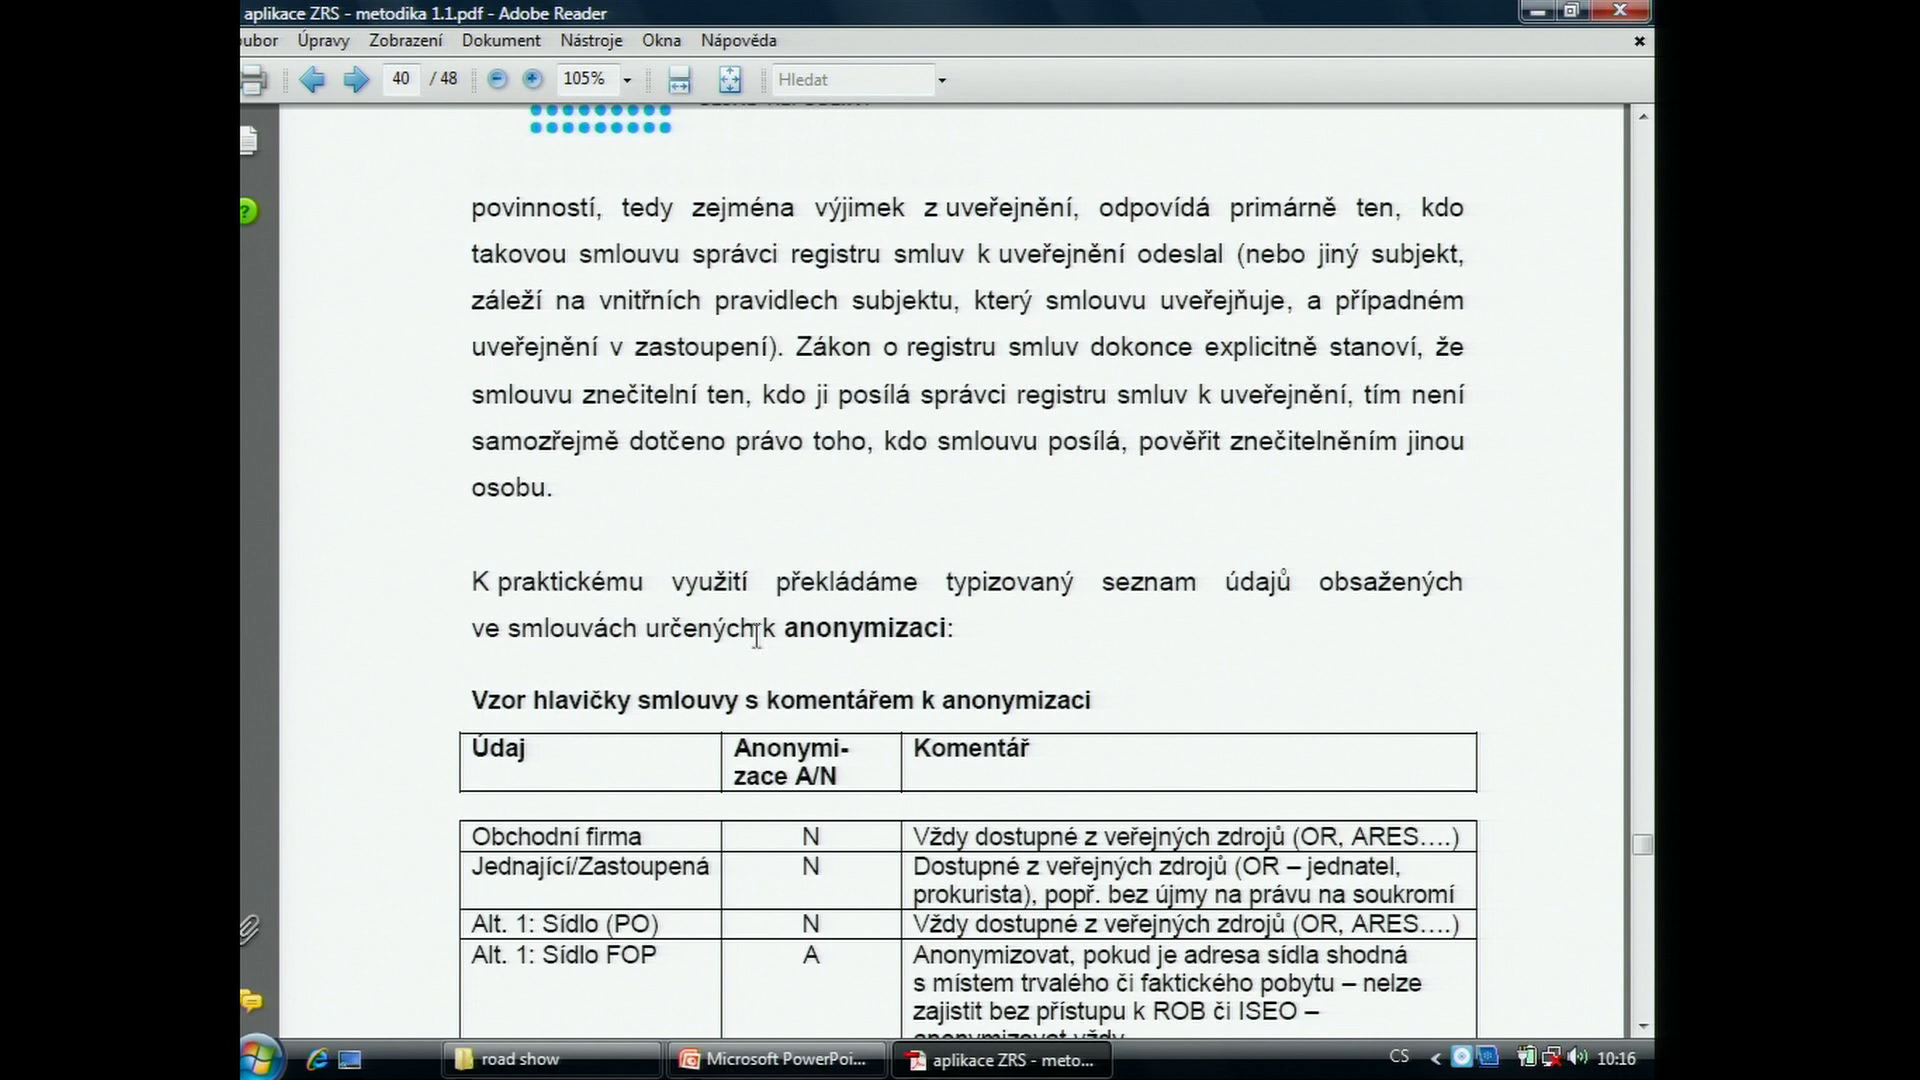 aplikace ZRS - metodika 1.1.pdf - Adobe Reader
oubor Úpravy Zobrazení Dokument Nástroje Okna Nápověda
40 / 48 105% Hledat
povinností, tedy zejména výjimek z uveřejnění, odpovídá primárně ten, kdo
takovou smlouvu správci registru smluv k uveřejnění odeslal (nebo jiný subjekt,
záleží na vnitřních pravidlech subjektu, který smlouvu uveřejňuje, a případném
uveřejnění v zastoupení). Zákon o registru smluv dokonce explicitně stanoví, že
smlouvu znečitelní ten, kdo ji posílá správci registru smluv k uveřejnění, tím není
samozřejmě dotčeno právo toho, kdo smlouvu posílá, pověřit znečitelněním jinou
osobu.
K praktickému využití překládáme typizovaný seznam údajů obsažených
ve smlouvách určených k anonymizaci:
Vzor hlavičky smlouvy s komentářem k anonymizaci
Údaj Anonymi- Komentář
zace A/N
Obchodní firma N Vždy dostupné z veřejných zdrojů (OR, ARES....)
Jednající/Zastoupená N Dostupné z veřejných zdrojů (OR – jednatel,
prokurista), popř. bez újmy na právu na soukromí
Alt. 1: Sídlo (PO) N Vždy dostupné z veřejných zdrojů (OR, ARES....)
Alt. 1: Sídlo FOP A Anonymizovat, pokud je adresa sídla shodná
s místem trvalého či faktického pobytu – nelze
zajistit bez přístupu k ROB či ISEO –
anonymizovat vždy
road show Microsoft PowerPoi... aplikace ZRS - meto... CS 10:16